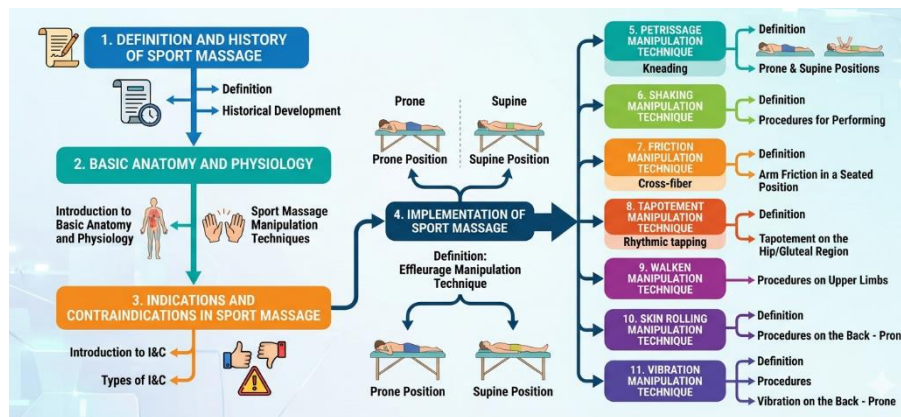 1. DEFINITION AND HISTORY
OF SPORT MASSAGE
Definition
Historical Development
2. BASIC ANATOMY AND PHYSIOLOGY
Introduction to
Basic Anatomy
and Physiology
Sport Massage
Manipulation
Techniques
3. INDICATIONS AND
CONTRAINDICATIONS IN SPORT MASSAGE
Introduction to I&C
Types of I&C
Prone
Supine
Prone Position
Supine Position
4. IMPLEMENTATION OF
SPORT MASSAGE
Definition:
Effleurage Manipulation
Technique
Prone Position
Supine Position
5. PETRISSAGE
MANIPULATION
TECHNIQUE
Kneading
Definition
Prone & Supine Positions
6. SHAKING
MANIPULATION
TECHNIQUE
Definition
Procedures for Performing
7. FRICTION
MANIPULATION
TECHNIQUE
Cross-fiber
Definition
Arm Friction in a Seated
Position
8. TAPOTEMENT
MANIPULATION
TECHNIQUE
Rhythmic tapping
Definition
Tapotement on the
Hip/Gluteal Region
9. WALKEN
MANIPULATION
TECHNIQUE
Procedures on Upper Limbs
10. SKIN ROLLING
MANIPULATION
TECHNIQUE
Definition
Procedures on the Back - Pron
11. VIBRATION
MANIPULATION
TECHNIQUE
Definition
Procedures
Vibration on the Back - Prone